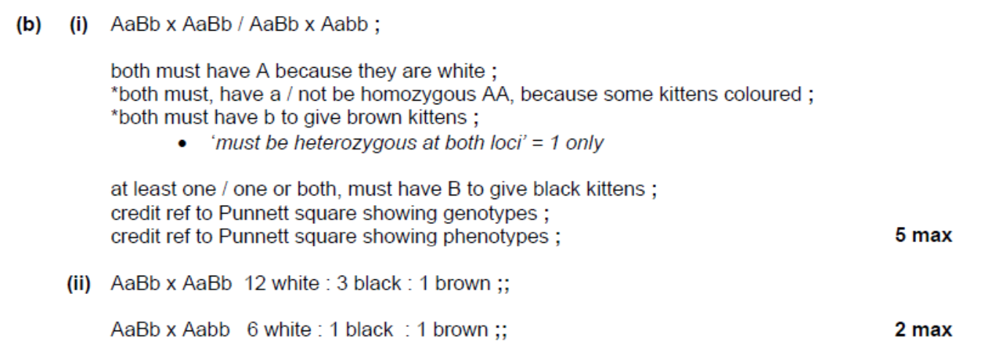 (b) (i) AaBb x AaBb / AaBb x Aabb ;
both must have A because they are white ;
*both must, have a / not be homozygous AA, because some kittens coloured ;
*both must have b to give brown kittens ;
• ‘must be heterozygous at both loci’ = 1 only
at least one / one or both, must have B to give black kittens ;
credit ref to Punnett square showing genotypes ;
credit ref to Punnett square showing phenotypes ; 5 max
(ii) AaBb x AaBb 12 white : 3 black : 1 brown ;;
AaBb x Aabb 6 white : 1 black : 1 brown ;; 2 max